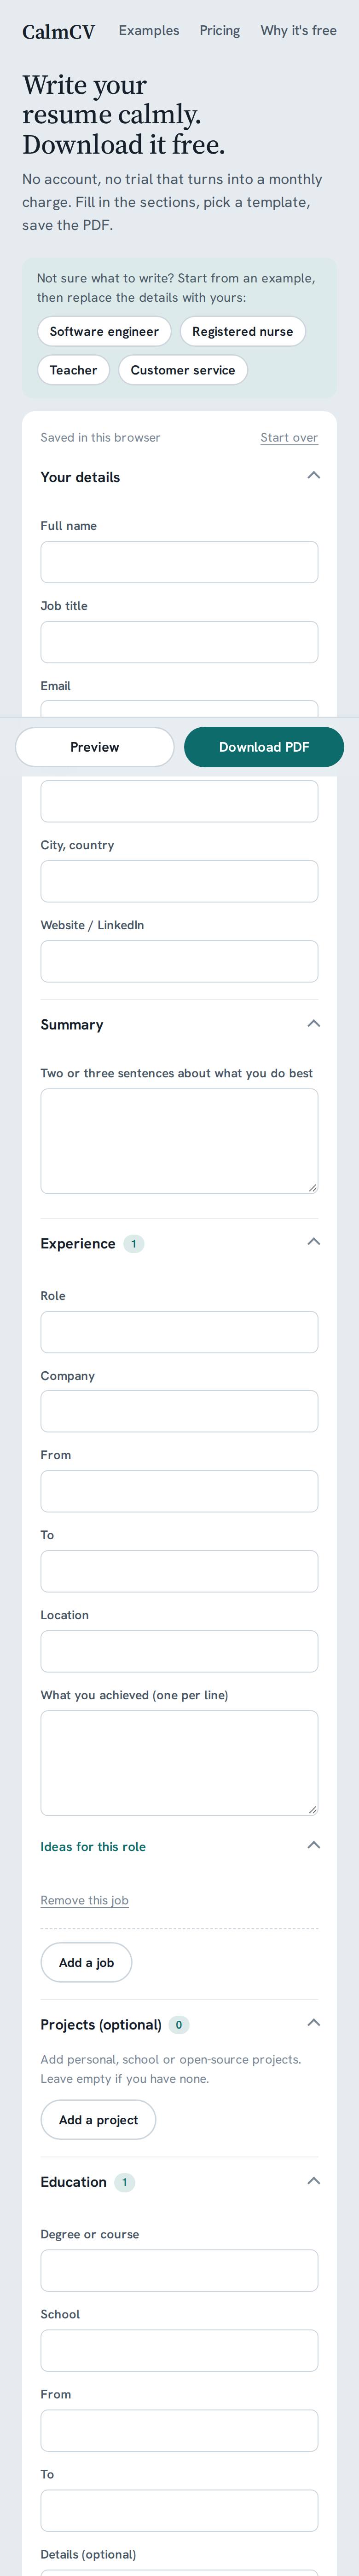 CalmCV Examples Pricing Why it's free
Write your
resume calmly.
Download it free.
No account, no trial that turns into a monthly
charge. Fill in the sections, pick a template,
save the PDF.
Not sure what to write? Start from an example,
then replace the details with yours:
Software engineer Registered nurse
Teacher Customer service
Saved in this browser Start over
Your details
Full name
Job title
Email
Preview Download PDF
City, country
Website / LinkedIn
Summary
Two or three sentences about what you do best
Experience 1
Role
Company
From
To
Location
What you achieved (one per line)
Ideas for this role
Remove this job
Add a job
Projects (optional) 0
Add personal, school or open-source projects.
Leave empty if you have none.
Add a project
Education 1
Degree or course
School
From
To
Details (optional)